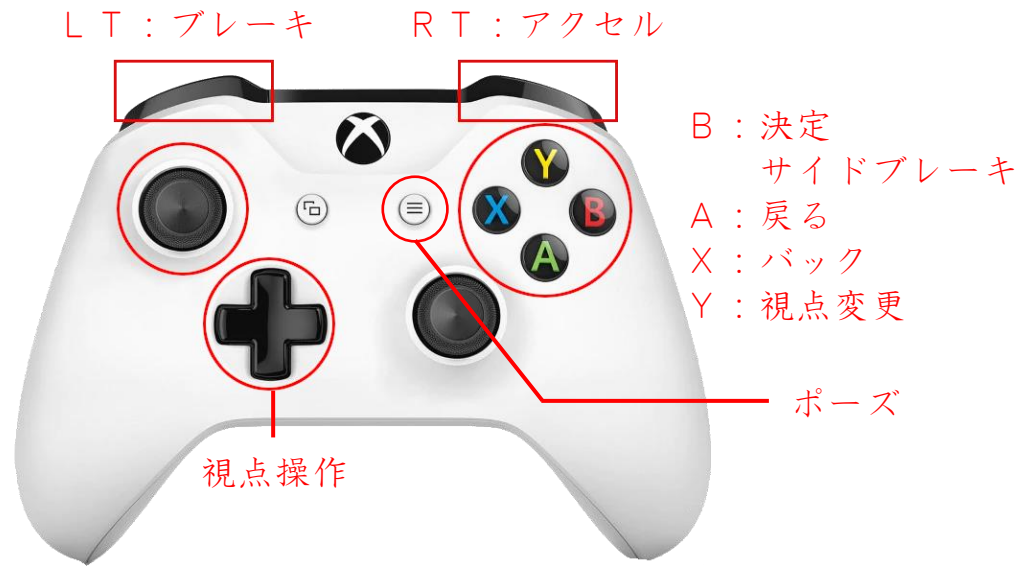 ＬＴ：ブレーキ
ＲＴ：アクセル
Ｂ：決定
サイドブレーキ
Ａ：戻る
Ｘ：バック
Ｙ：視点変更
Y
X
B
A
ポーズ
視点操作